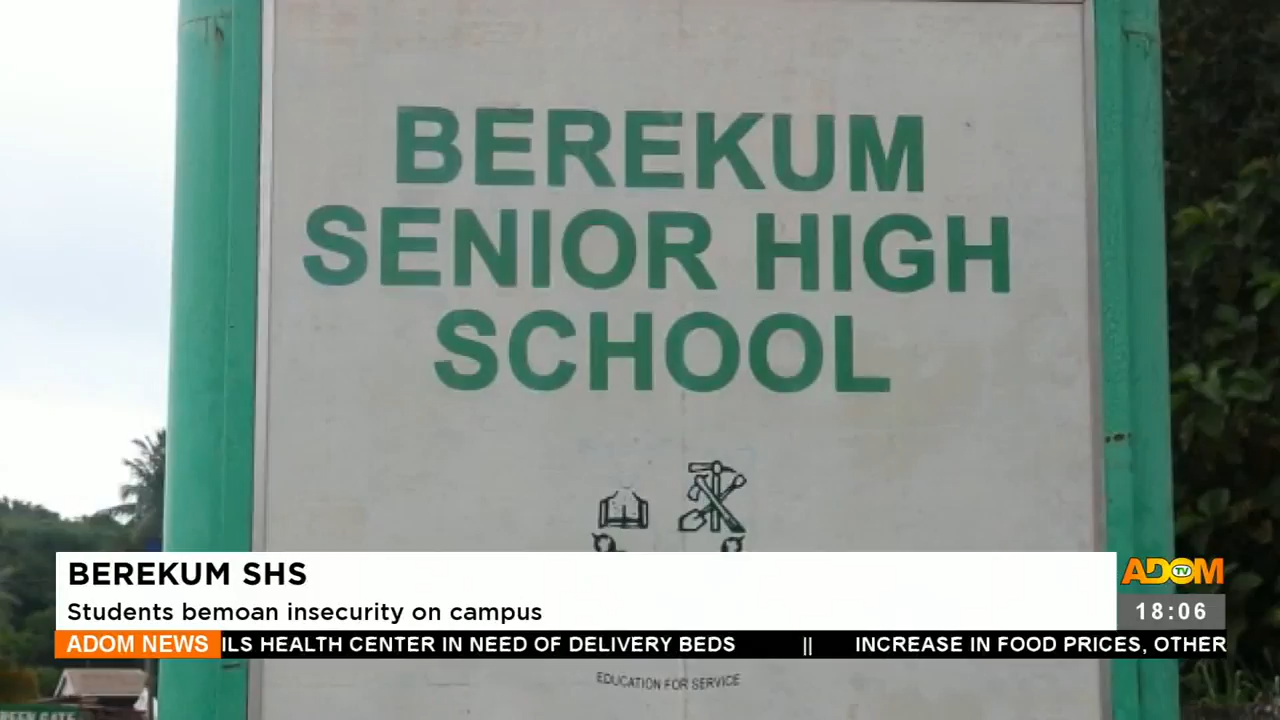 BEREKUM
SENIOR HIGH
SCHOOL
BEREKUM SHS
Students bemoan insecurity on campus
ADOM TV
18:06
ADOM NEWS ILS HEALTH CENTER IN NEED OF DELIVERY BEDS || INCREASE IN FOOD PRICES, OTHER
EDUCATION FOR SERVICE